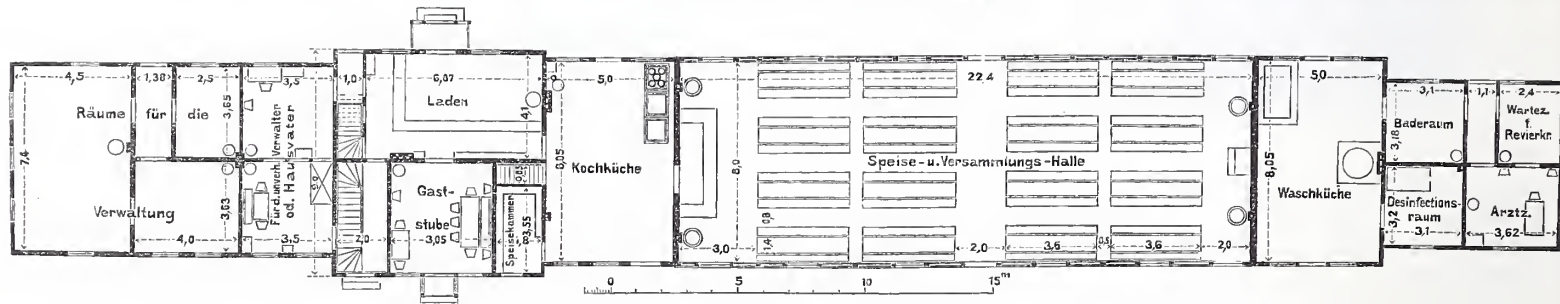 4,5
1,38
2,5
3,5
1,0
6,07
5,0
22,4
5,0
3,1
1,1
2,4
Räume
für
die
3,65
Fürd.unverh.Verwalter
od. Hausvater
Laden
4,1
7,4
Verwaltung
3,63
4,0
3,5
2,0
Gast-
stube
3,05
0,85
Speisekammer
3,55
Kochküche
8,0
Speise-u.Versammlungs-Halle
3,0
1,4
0,8
2,0
3,6
0,5
3,6
2,0
Waschküche
8,05
Baderaum
3,18
Wartez.
f.
Revierkr.
Desinfections-
raum
3,2
3,1
Arztz.
3,62
0
5
10
15m